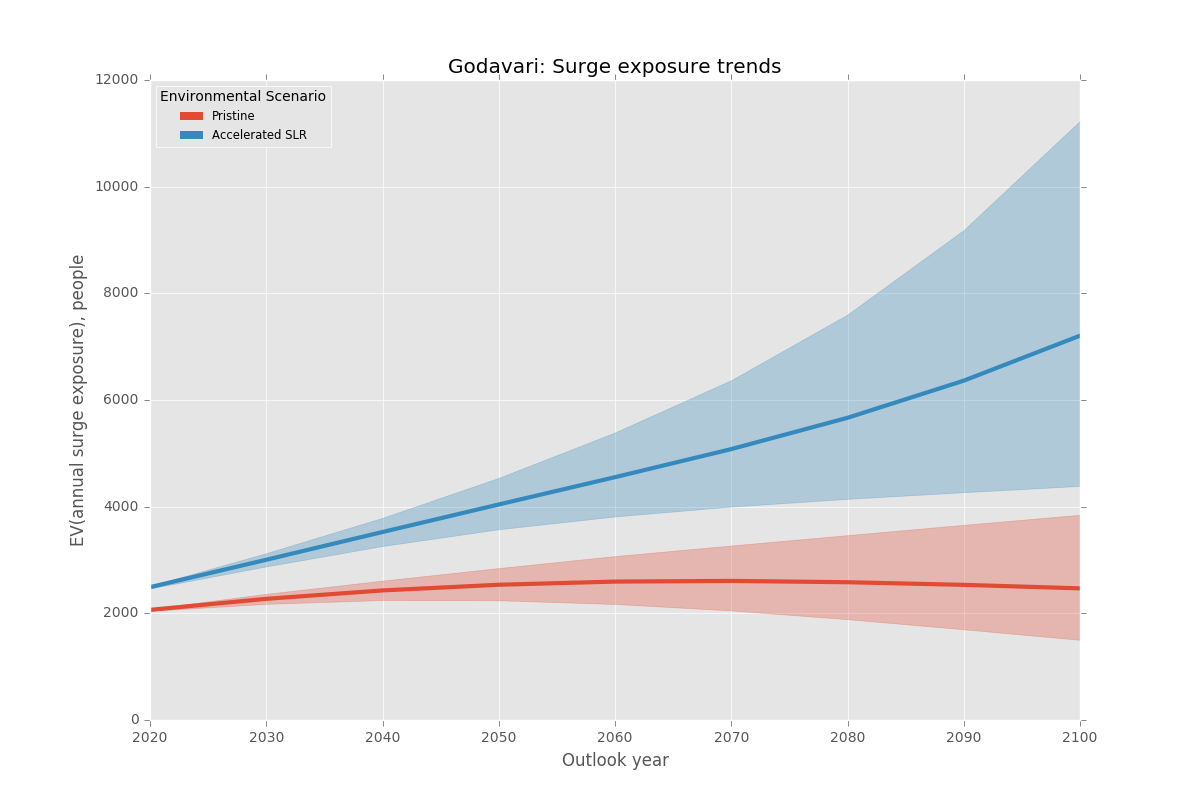 Godavari: Surge exposure trends
Environmental Scenario
Pristine
Accelerated SLR
EV(annual surge exposure), people
12000
10000
8000
6000
4000
2000
0
2020 2030 2040 2050 2060 2070 2080 2090 2100
Outlook year